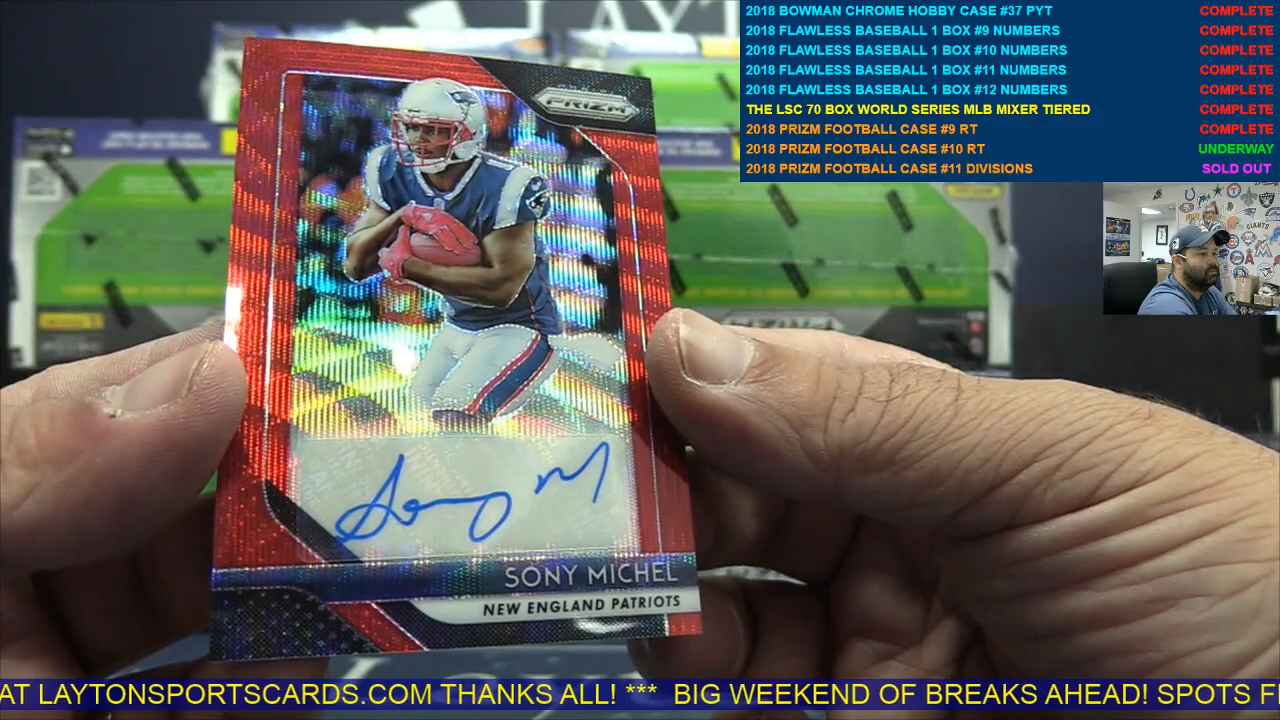 2018 BOWMAN CHROME HOBBY CASE #37 PYT COMPLETE
2018 FLAWLESS BASEBALL 1 BOX #9 NUMBERS COMPLETE
2018 FLAWLESS BASEBALL 1 BOX #10 NUMBERS COMPLETE
2018 FLAWLESS BASEBALL 1 BOX #11 NUMBERS COMPLETE
2018 FLAWLESS BASEBALL 1 BOX #12 NUMBERS COMPLETE
THE LSC 70 BOX WORLD SERIES MLB MIXER TIERED COMPLETE
2018 PRIZM FOOTBALL CASE #9 RT COMPLETE
2018 PRIZM FOOTBALL CASE #10 RT UNDERWAY
2018 PRIZM FOOTBALL CASE #11 DIVISIONS SOLD OUT
PRIZM
Sony M
SONY MICHEL
NEW ENGLAND PATRIOTS
AT LAYTONSPORTSCARDS.COM THANKS ALL! *** BIG WEEKEND OF BREAKS AHEAD! SPOTS F